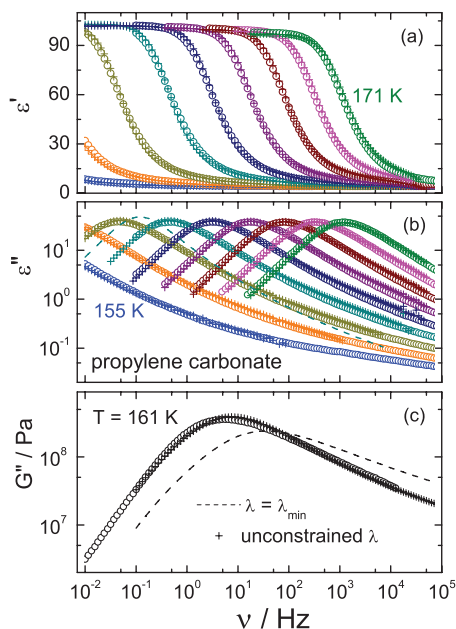 (a)
90
60
30
0
ε'
171 K
(b)
10¹
10⁰
10⁻¹
ε''
155 K
propylene carbonate
(c)
T = 161 K
10⁸
10⁷
G'' / Pa
λ = λmin
unconstrained λ
10⁻² 10⁻¹ 10⁰ 10¹ 10² 10³ 10⁴ 10⁵
ν / Hz